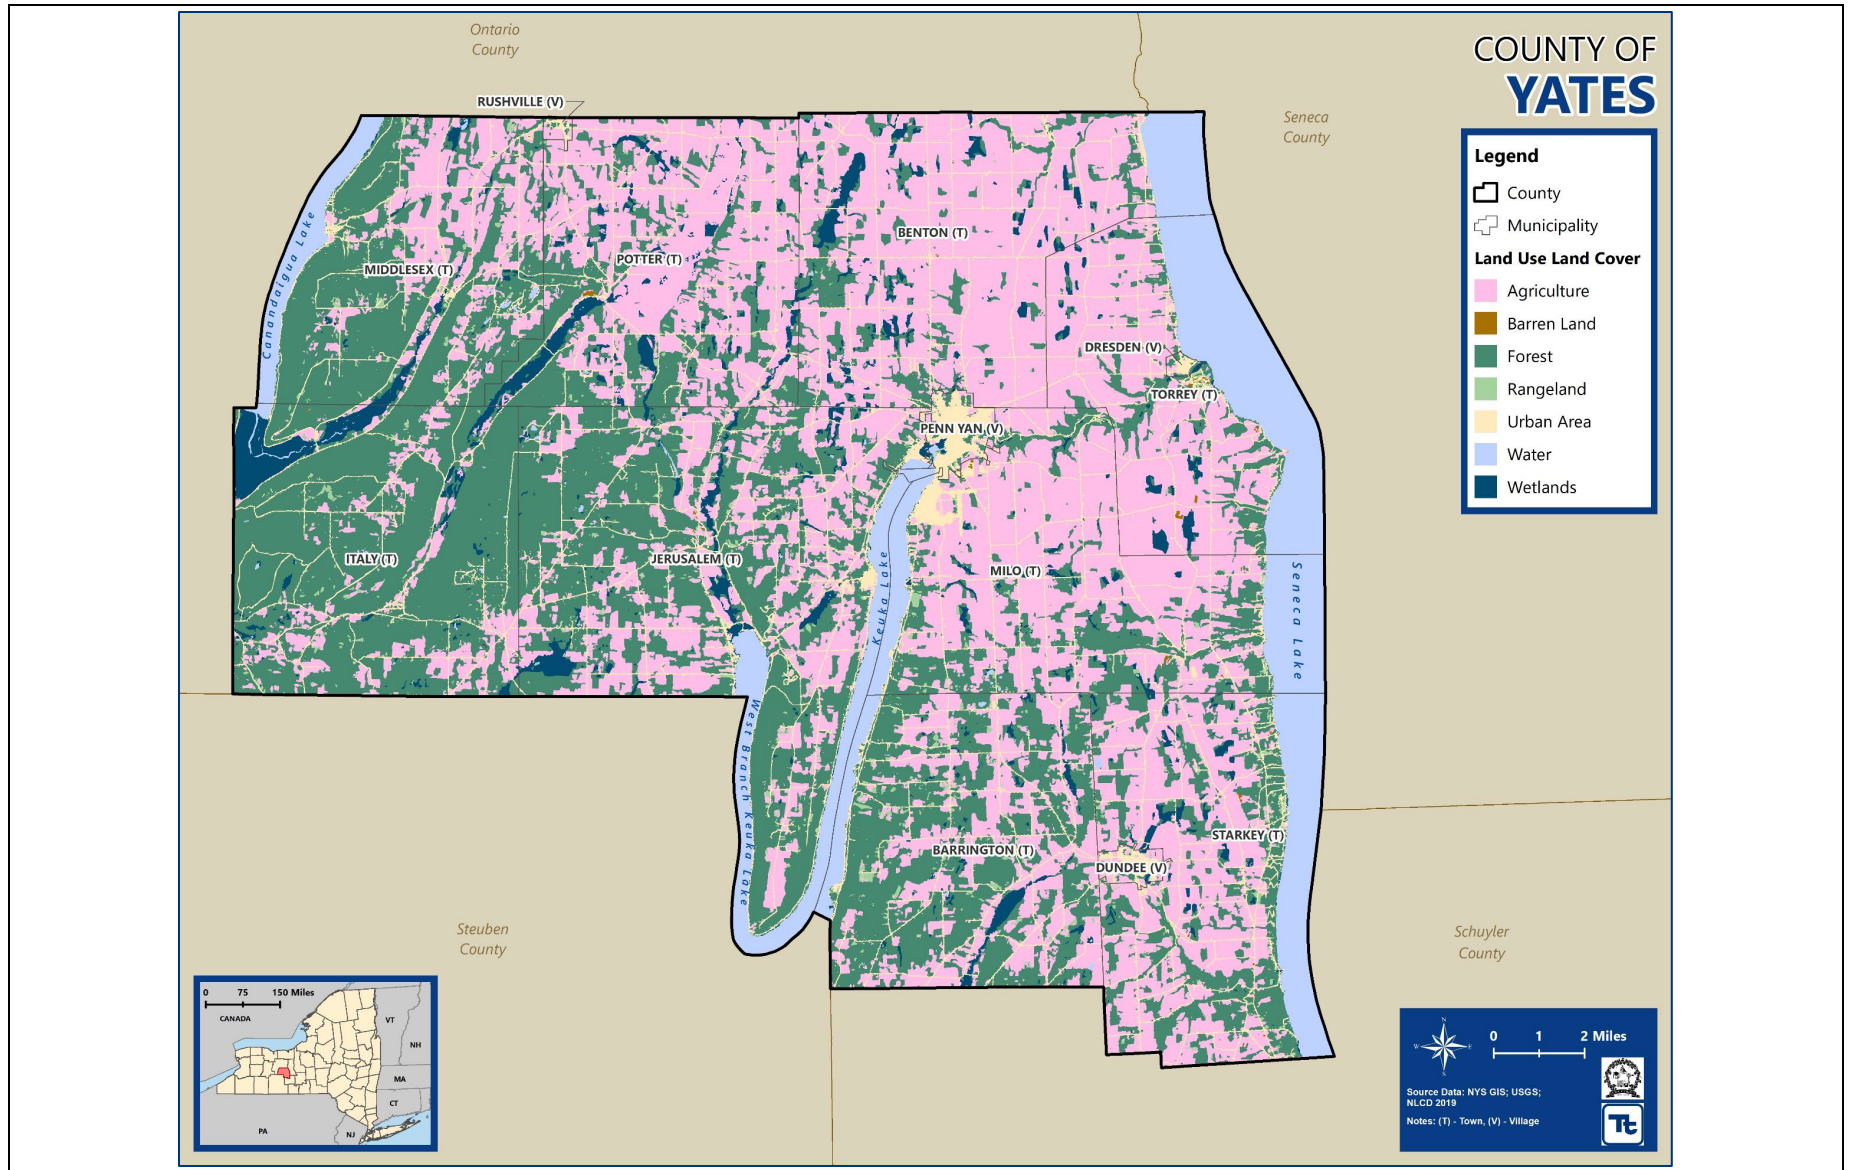 Ontario
County
COUNTY OF
YATES
RUSHVILLE (V)
Seneca
County
Legend
County
Municipality
Land Use Land Cover
Agriculture
Barren Land
Forest
Rangeland
Urban Area
Water
Wetlands
Canandaigua Lake
MIDDLESEX (T)
POTTER (T)
BENTON (T)
DRESDEN (V)
TORREY (T)
PENN YAN (V)
ITALY (T)
JERUSALEM (T)
Keuka Lake
MILO (T)
Seneca Lake
West Branch Keuka Lake
BARRINGTON (T)
STARKEY (T)
DUNDEE (V)
Steuben
County
Schuyler
County
0 75 150 Miles
CANADA
VT
NH
MA
CT
PA
NJ
N
W E
S
0 1 2 Miles
Source Data: NYS GIS; USGS;
NLCD 2019
Notes: (T) - Town, (V) - Village
Tt